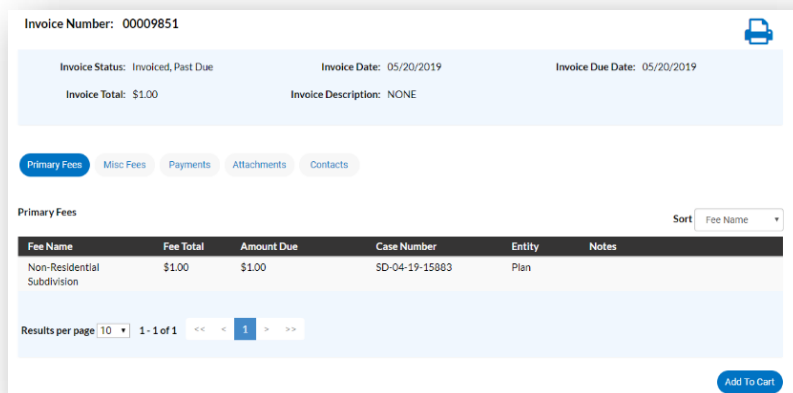 Invoice Number: 00009851
Invoice Status: Invoiced, Past Due Invoice Date: 05/20/2019 Invoice Due Date: 05/20/2019
Invoice Total: $1.00 Invoice Description: NONE
Primary Fees Misc Fees Payments Attachments Contacts
Primary Fees
Sort Fee Name
Fee Name Fee Total Amount Due Case Number Entity Notes
Non-Residential $1.00 $1.00 SD-04-19-15883 Plan
Subdivision
Results per page 10 1 - 1 of 1 << < 1 > >>
Add To Cart